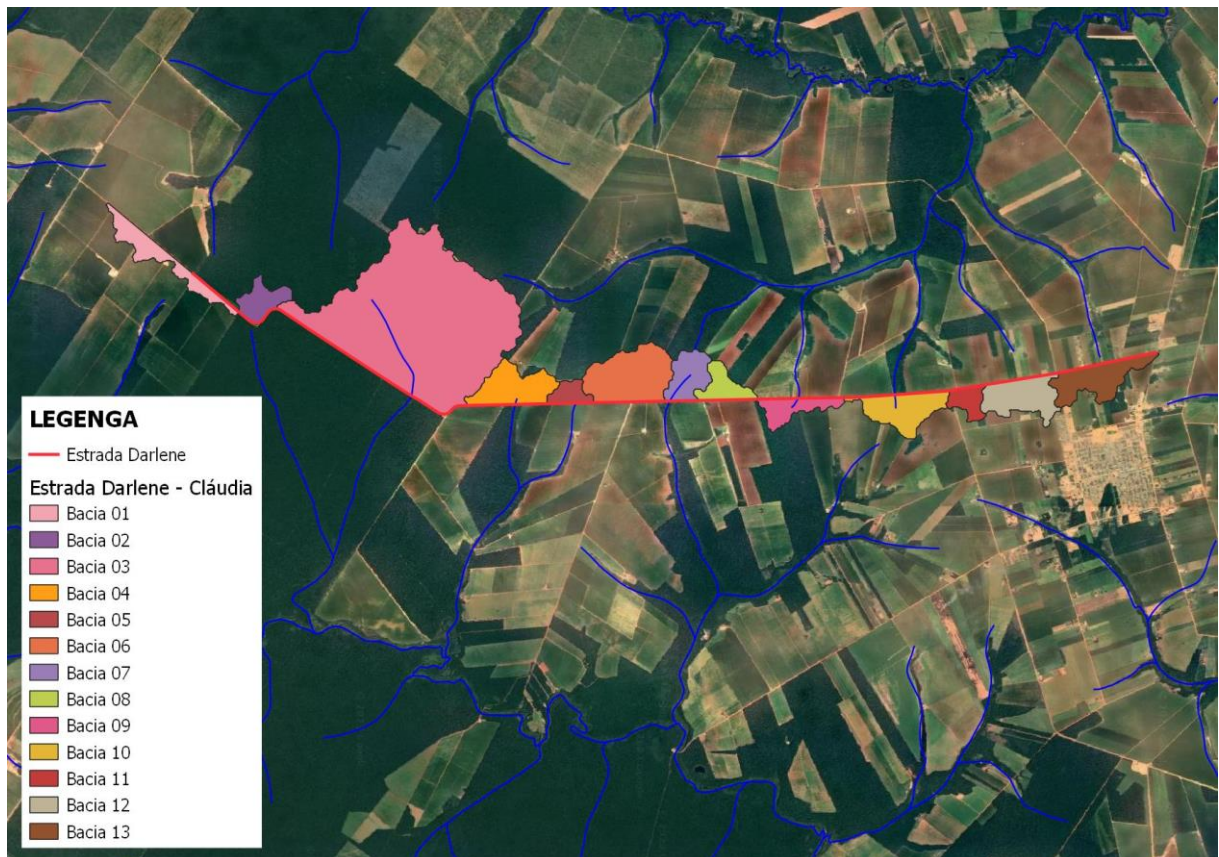 LEGENGA
Estrada Darlene
Estrada Darlene - Cláudia
Bacia 01
Bacia 02
Bacia 03
Bacia 04
Bacia 05
Bacia 06
Bacia 07
Bacia 08
Bacia 09
Bacia 10
Bacia 11
Bacia 12
Bacia 13